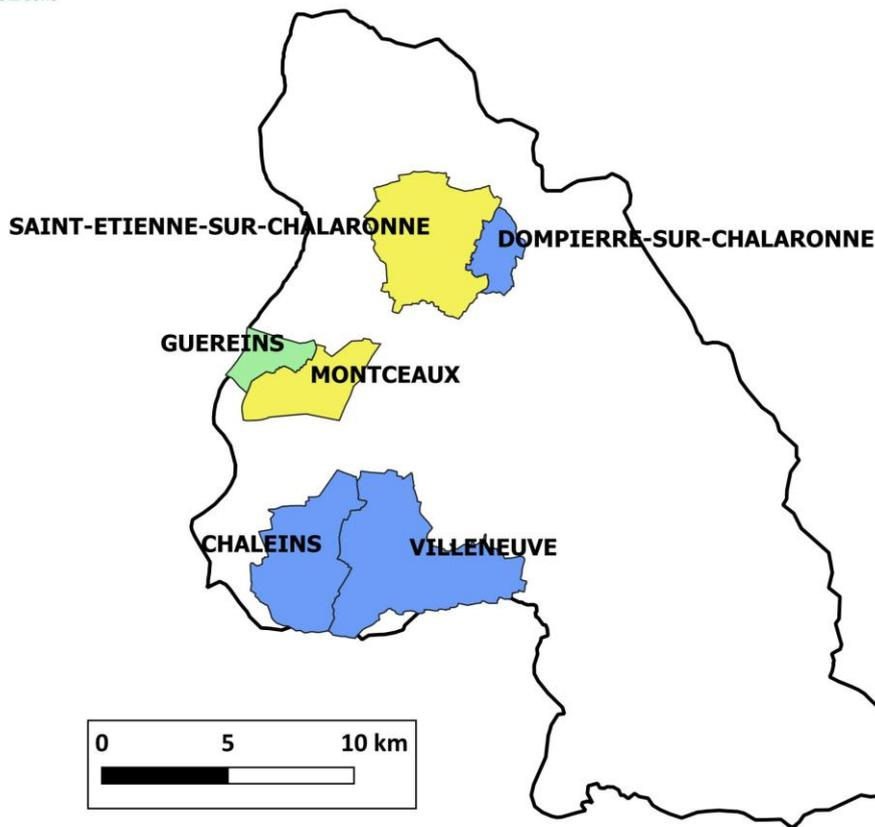 SAINT-ETIENNE-SUR-CHALARONNE
DOMPIERRE-SUR-CHALARONNE
GUEREINS
MONTCEAUX
CHALEINS
VILLENEUVE
0 5 10 km